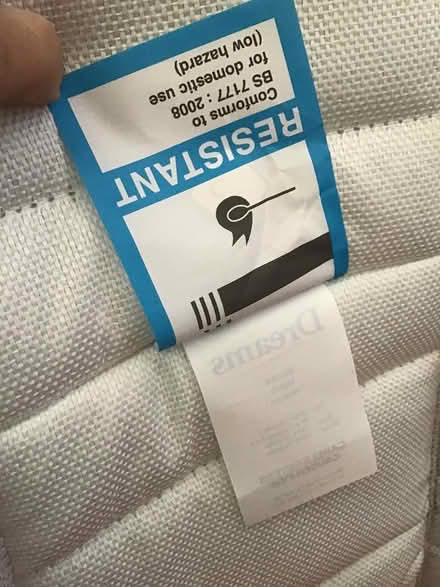 RESISTANT
Conforms to
BS 7177 : 2008
for domestic use
(low hazard)
Dreams